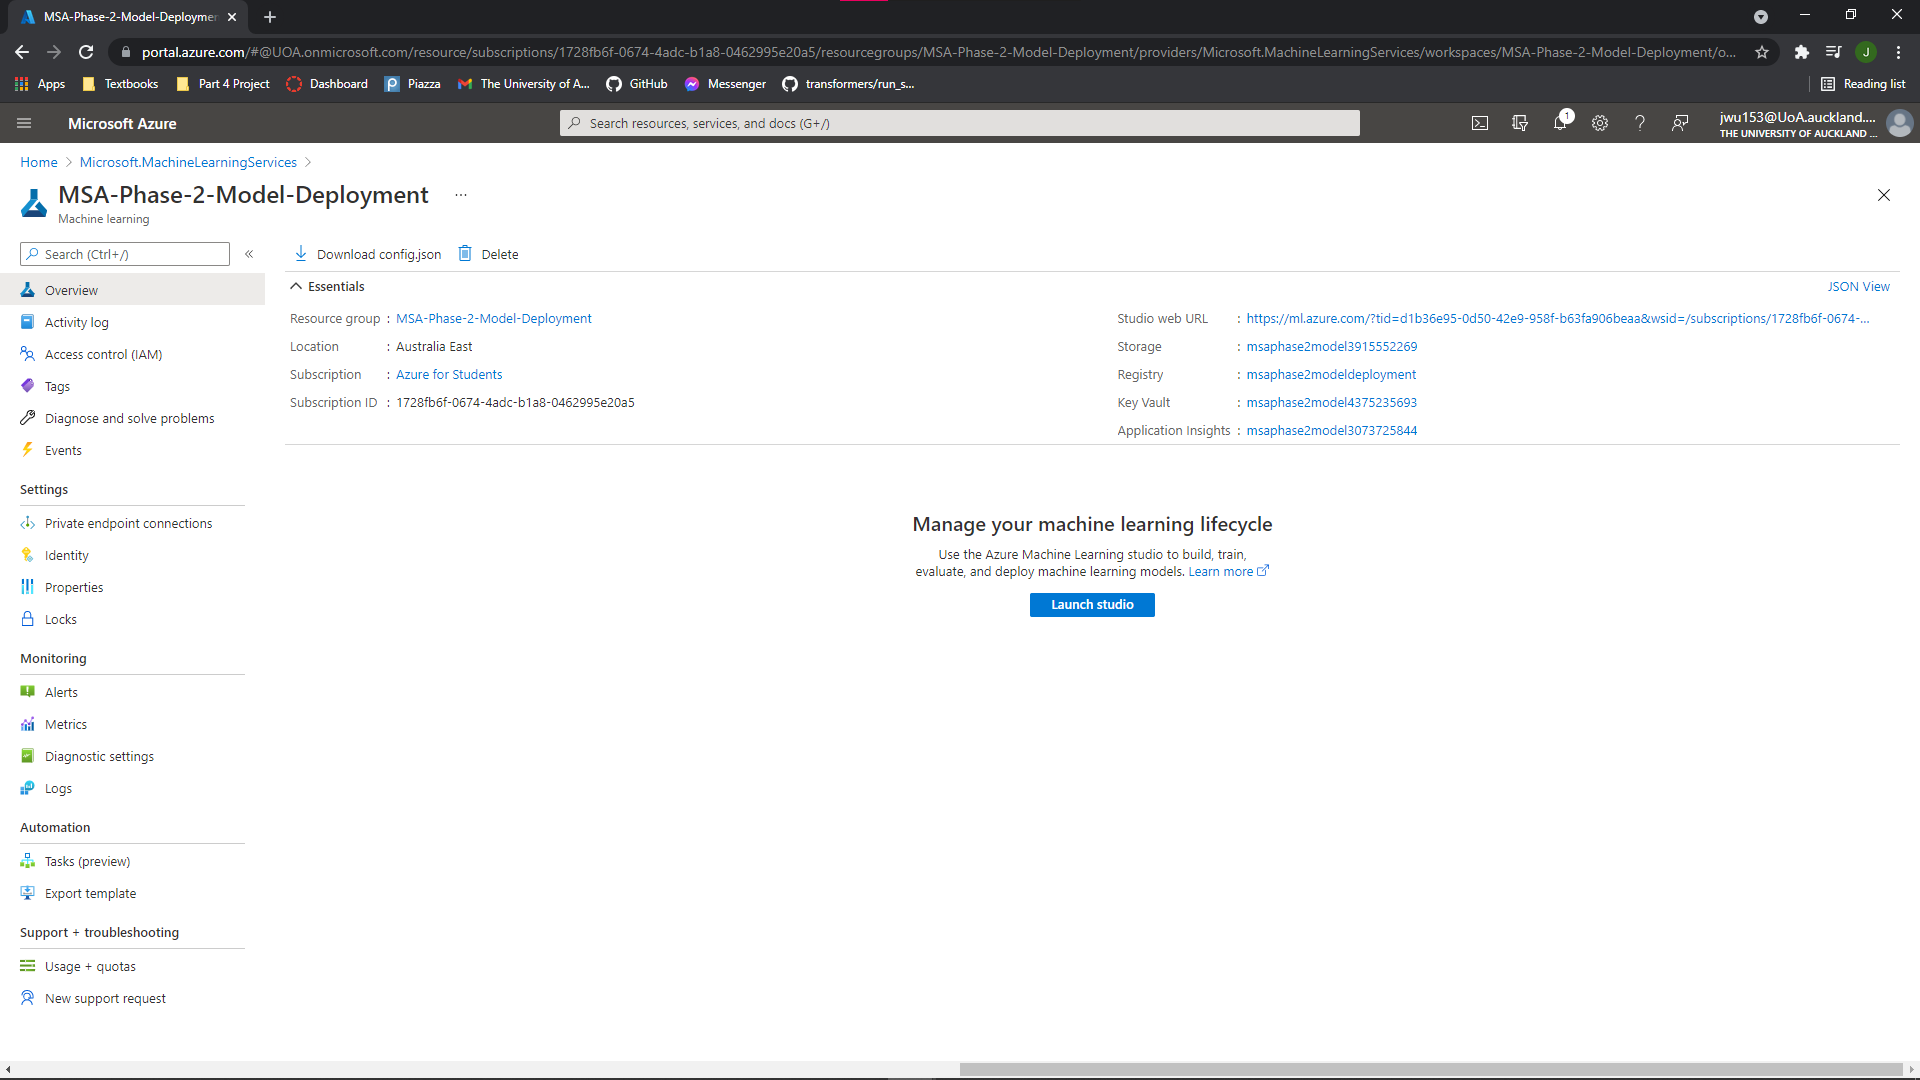 MSA-Phase-2-Model-Deploymen
portal.azure.com/#@UOA.onmicrosoft.com/resource/subscriptions/1728fb6f-0674-4adc-b1a8-0462995e20a5/resourcegroups/MSA-Phase-2-Model-Deployment/providers/Microsoft.MachineLearningServices/workspaces/MSA-Phase-2-Model-Deployment/o...
J
Apps Textbooks Part 4 Project Dashboard Piazza The University of A... GitHub Messenger transformers/run_s... Reading list
Microsoft Azure
Search resources, services, and docs (G+/)
1
jwu153@UoA.auckland....
THE UNIVERSITY OF AUCKLAND ...
Home > Microsoft.MachineLearningServices >
MSA-Phase-2-Model-Deployment ...
Machine learning
Search (Ctrl+/) «
Download config.json Delete
Overview
Activity log
Access control (IAM)
Tags
Diagnose and solve problems
Events
Settings
Private endpoint connections
Identity
Properties
Locks
Monitoring
Alerts
Metrics
Diagnostic settings
Logs
Automation
Tasks (preview)
Export template
Support + troubleshooting
Usage + quotas
New support request
Essentials
JSON View
Resource group : MSA-Phase-2-Model-Deployment
Location : Australia East
Subscription : Azure for Students
Subscription ID : 1728fb6f-0674-4adc-b1a8-0462995e20a5
Studio web URL : https://ml.azure.com/?tid=d1b36e95-0d50-42e9-958f-b63fa906beaa&wsid=/subscriptions/1728fb6f-0674-...
Storage : msaphase2model3915552269
Registry : msaphase2modeldeployment
Key Vault : msaphase2model4375235693
Application Insights : msaphase2model3073725844
Manage your machine learning lifecycle
Use the Azure Machine Learning studio to build, train,
evaluate, and deploy machine learning models. Learn more
Launch studio